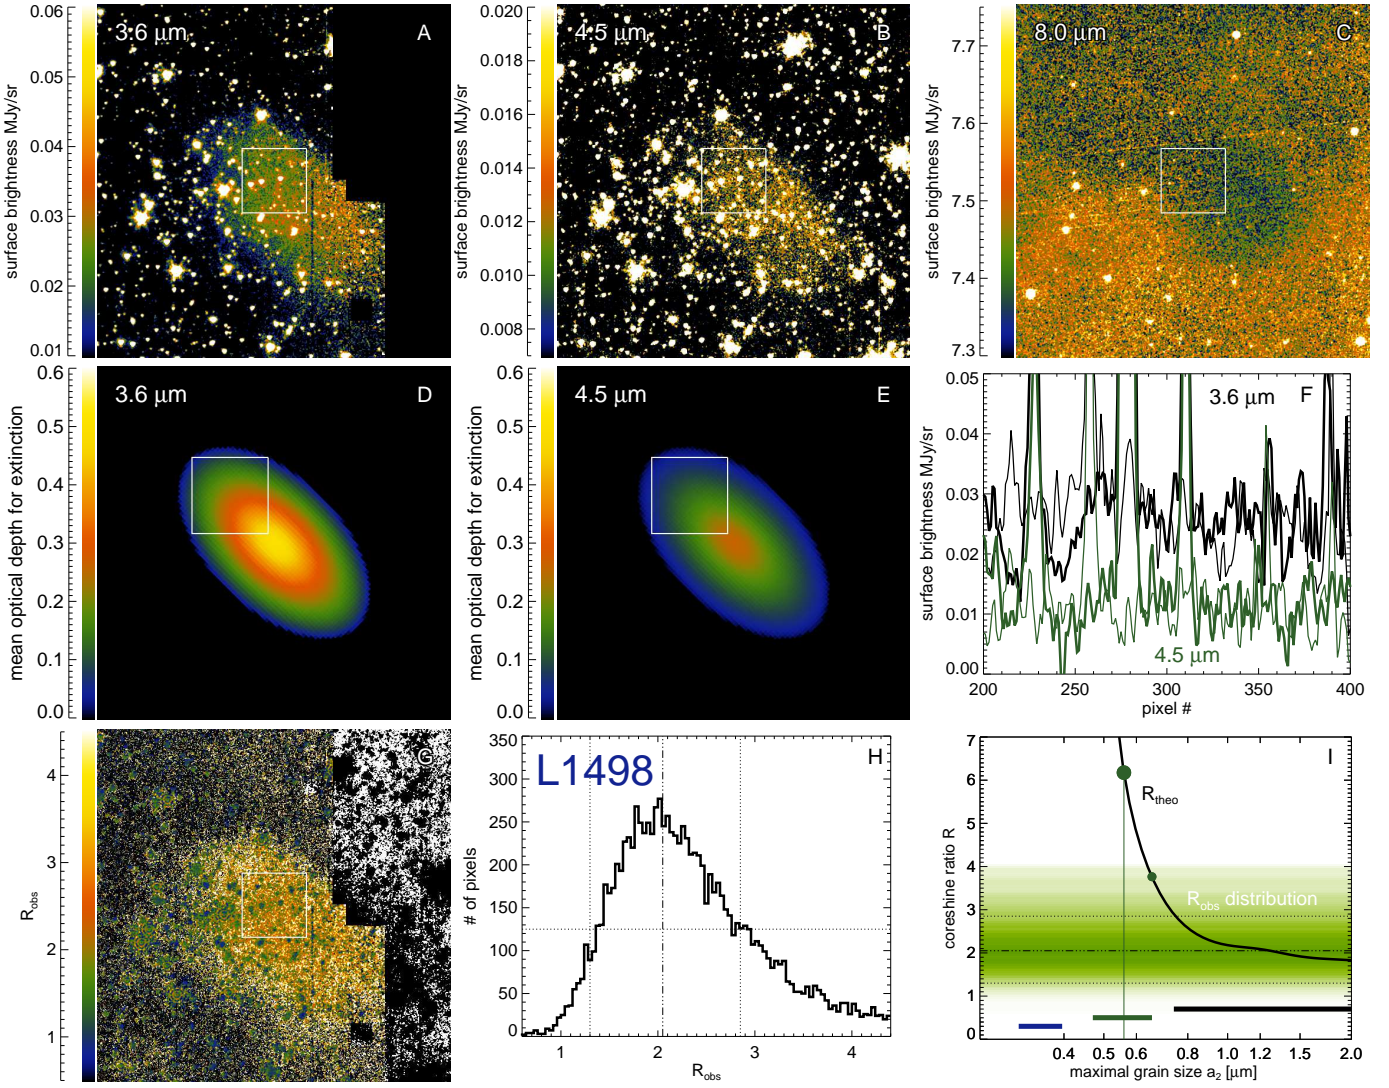 3.6 μm
A
surface brightness MJy/sr
0.06
0.05
0.04
0.03
0.02
0.01
4.5 μm
B
surface brightness MJy/sr
0.020
0.018
0.016
0.014
0.012
0.010
0.008
8.0 μm
C
surface brightness MJy/sr
7.7
7.6
7.5
7.4
7.3
3.6 μm
D
mean optical depth for extinction
0.6
0.5
0.4
0.3
0.2
0.1
0.0
4.5 μm
E
mean optical depth for extinction
0.6
0.5
0.4
0.3
0.2
0.1
0.0
3.6 μm
F
surface brightness MJy/sr
0.05
0.04
0.03
0.02
0.01
0.00
4.5 μm
200 250 300 350 400
pixel #
G
R_obs
4
3
2
1
L1498
H
# of pixels
350
300
250
200
150
100
50
0
1 2 3 4
R_obs
I
coreshine ratio R
7
6
5
4
3
2
1
0
R_theo
R_obs distribution
0.4 0.5 0.6 0.8 1.0 1.2 1.5 2.0
maximal grain size a_2 [μm]